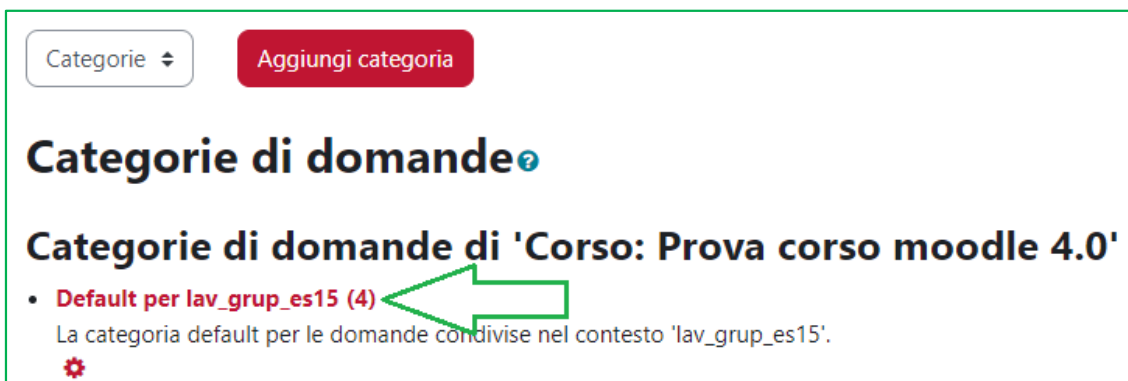 Categorie
Aggiungi categoria
Categorie di domande
Categorie di domande di 'Corso: Prova corso moodle 4.0'
Default per lav_grup_es15 (4)
La categoria default per le domande condivise nel contesto 'lav_grup_es15'.